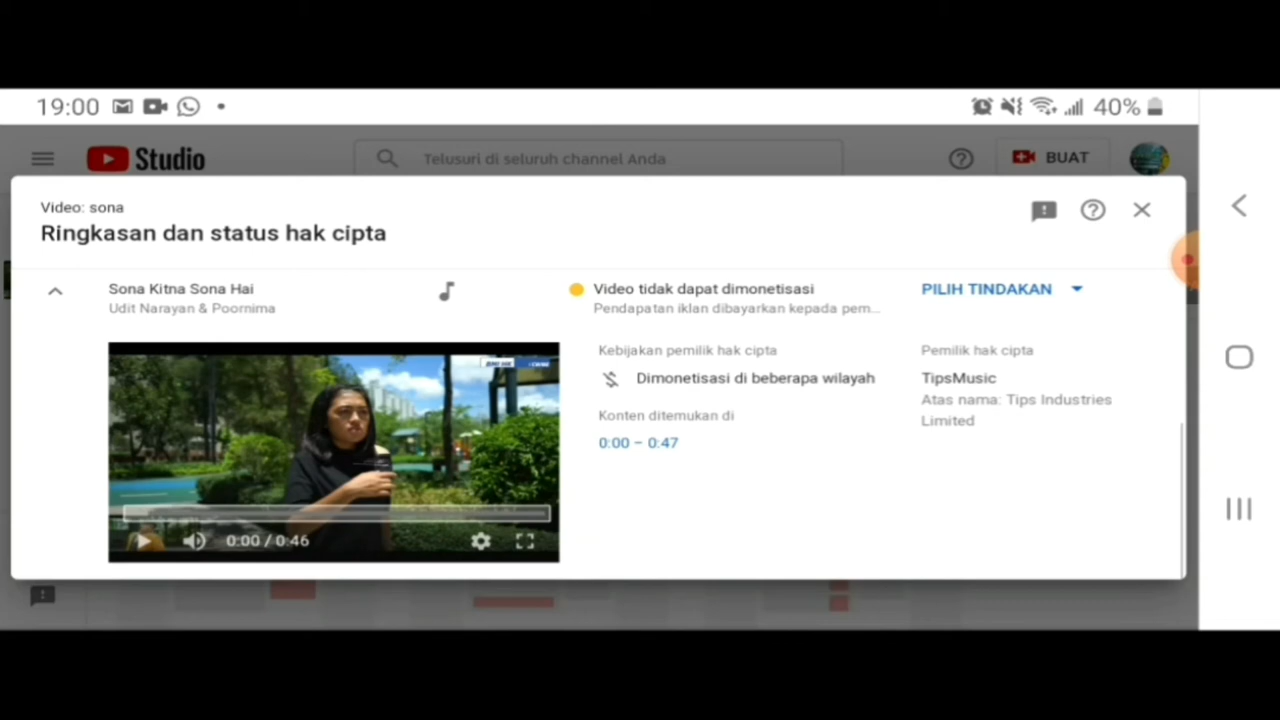 19:00
40%
Studio
Telusuri di seluruh channel Anda
BUAT
Video: sona
Ringkasan dan status hak cipta
Sona Kitna Sona Hai
Udit Narayan & Poornima
Video tidak dapat dimonetisasi
Pendapatan iklan dibayarkan kepada pem...
PILIH TINDAKAN
Kebijakan pemilik hak cipta
Dimonetisasi di beberapa wilayah
Konten ditemukan di
0:00 – 0:47
Pemilik hak cipta
TipsMusic
Atas nama: Tips Industries
Limited
0:00 / 0:46